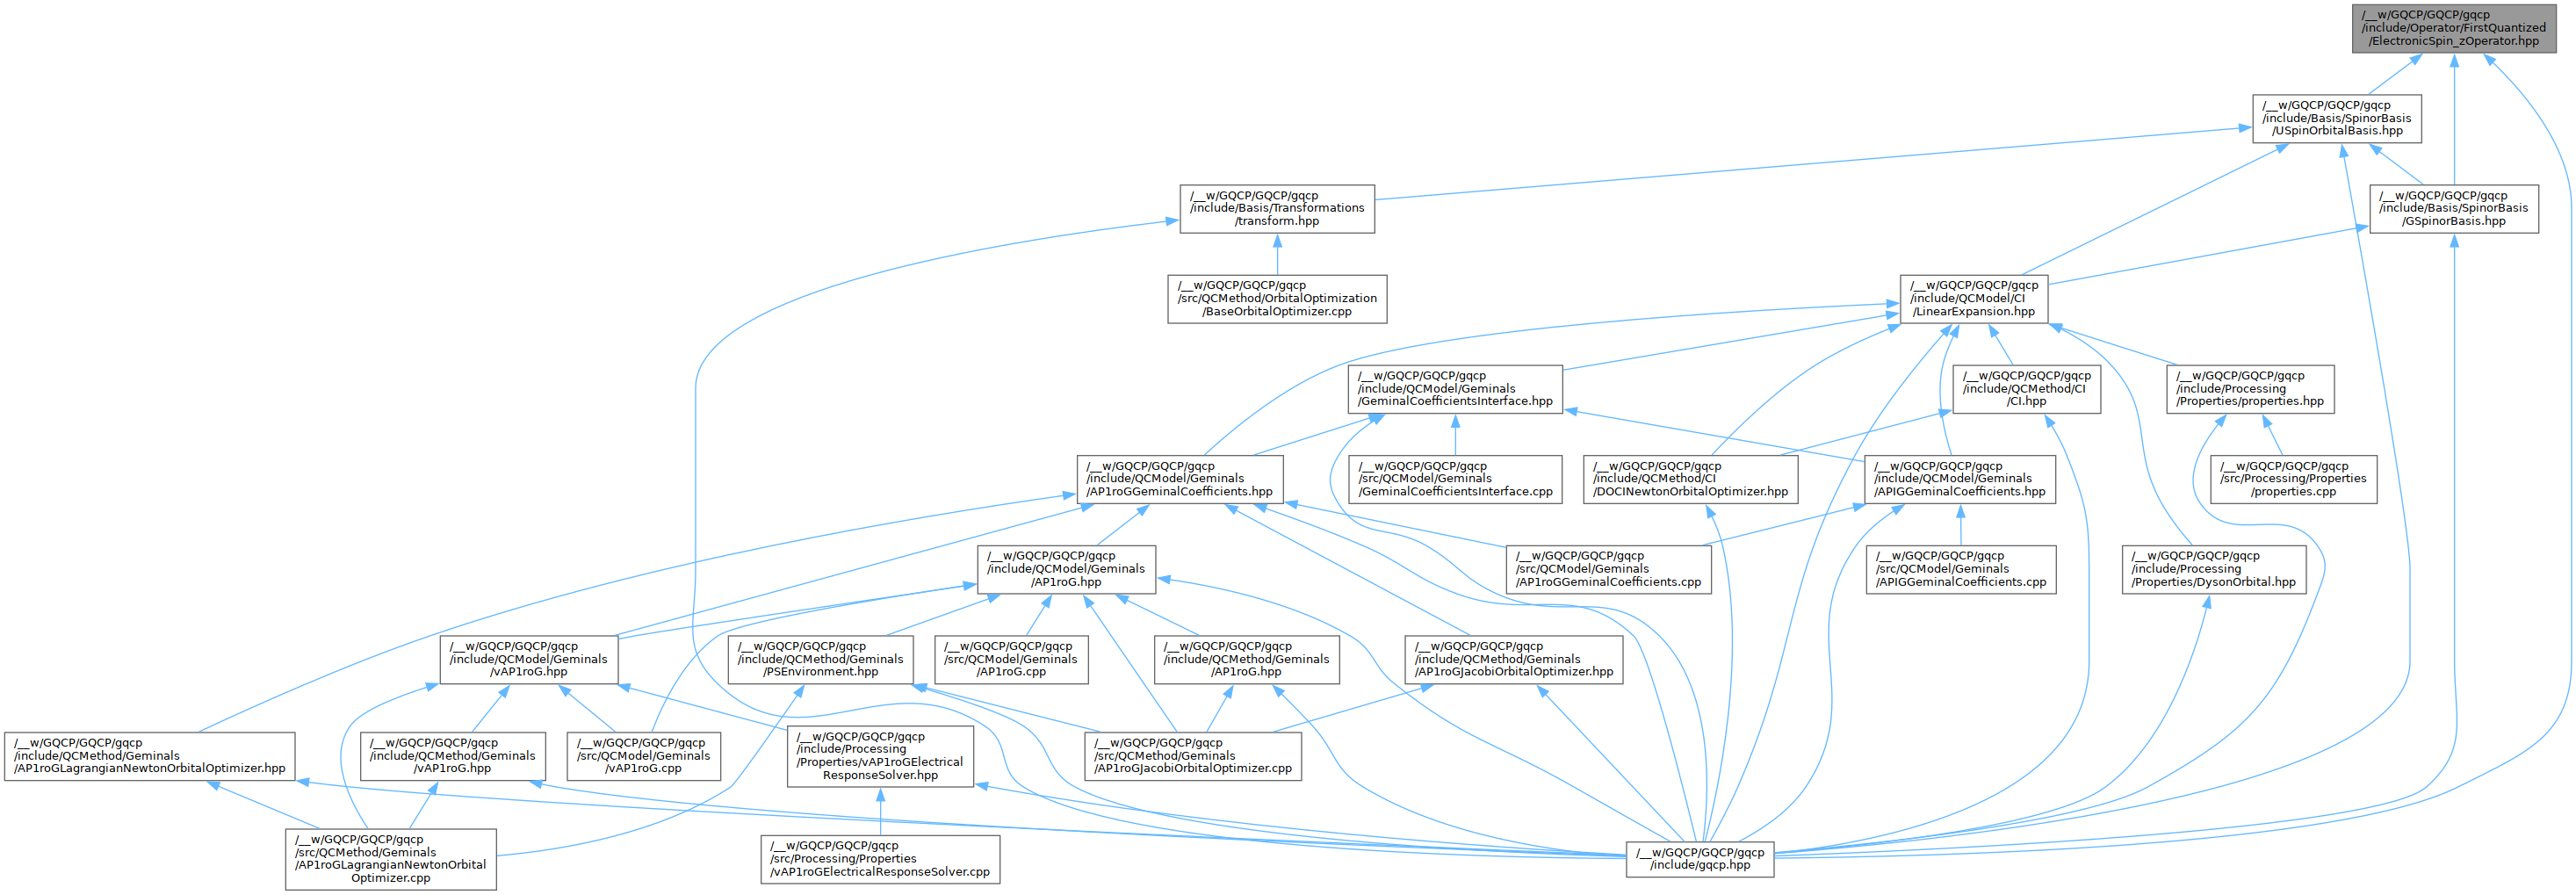 /__w/GQCP/GQCP/gqcp
/include/Operator/FirstQuantized
/ElectronicSpin_zOperator.hpp
/__w/GQCP/GQCP/gqcp
/include/Basis/SpinorBasis
/USpinOrbitalBasis.hpp
/__w/GQCP/GQCP/gqcp
/include/Basis/Transformations
/transform.hpp
/__w/GQCP/GQCP/gqcp
/include/Basis/SpinorBasis
/GSpinorBasis.hpp
/__w/GQCP/GQCP/gqcp
/src/QCMethod/OrbitalOptimization
/BaseOrbitalOptimizer.cpp
/__w/GQCP/GQCP/gqcp
/include/QCModel/CI
/LinearExpansion.hpp
/__w/GQCP/GQCP/gqcp
/include/QCModel/Geminals
/GeminalCoefficientsInterface.hpp
/__w/GQCP/GQCP/gqcp
/include/QCMethod/CI
/CI.hpp
/__w/GQCP/GQCP/gqcp
/include/Processing
/Properties/properties.hpp
/__w/GQCP/GQCP/gqcp
/include/QCModel/Geminals
/AP1roGGeminalCoefficients.hpp
/__w/GQCP/GQCP/gqcp
/src/QCModel/Geminals
/GeminalCoefficientsInterface.cpp
/__w/GQCP/GQCP/gqcp
/include/QCMethod/CI
/DOCINewtonOrbitalOptimizer.hpp
/__w/GQCP/GQCP/gqcp
/include/QCModel/Geminals
/APIGGeminalCoefficients.hpp
/__w/GQCP/GQCP/gqcp
/src/Processing/Properties
/properties.cpp
/__w/GQCP/GQCP/gqcp
/include/QCModel/Geminals
/AP1roG.hpp
/__w/GQCP/GQCP/gqcp
/src/QCModel/Geminals
/AP1roGGeminalCoefficients.cpp
/__w/GQCP/GQCP/gqcp
/src/QCModel/Geminals
/APIGGeminalCoefficients.cpp
/__w/GQCP/GQCP/gqcp
/include/Processing
/Properties/DysonOrbital.hpp
/__w/GQCP/GQCP/gqcp
/include/QCModel/Geminals
/vAP1roG.hpp
/__w/GQCP/GQCP/gqcp
/include/QCMethod/Geminals
/PSEnvironment.hpp
/__w/GQCP/GQCP/gqcp
/src/QCModel/Geminals
/AP1roG.cpp
/__w/GQCP/GQCP/gqcp
/include/QCMethod/Geminals
/AP1roG.hpp
/__w/GQCP/GQCP/gqcp
/include/QCMethod/Geminals
/AP1roGJacobiOrbitalOptimizer.hpp
/__w/GQCP/GQCP/gqcp
/include/QCMethod/Geminals
/AP1roGLagrangianNewtonOrbitalOptimizer.hpp
/__w/GQCP/GQCP/gqcp
/include/QCMethod/Geminals
/vAP1roG.hpp
/__w/GQCP/GQCP/gqcp
/src/QCModel/Geminals
/vAP1roG.cpp
/__w/GQCP/GQCP/gqcp
/include/Processing
/Properties/vAP1roGElectrical
ResponseSolver.hpp
/__w/GQCP/GQCP/gqcp
/src/QCMethod/Geminals
/AP1roGJacobiOrbitalOptimizer.cpp
/__w/GQCP/GQCP/gqcp
/src/QCMethod/Geminals
/AP1roGLagrangianNewtonOrbital
Optimizer.cpp
/__w/GQCP/GQCP/gqcp
/src/Processing/Properties
/vAP1roGElectricalResponseSolver.cpp
/__w/GQCP/GQCP/gqcp
/include/gqcp.hpp